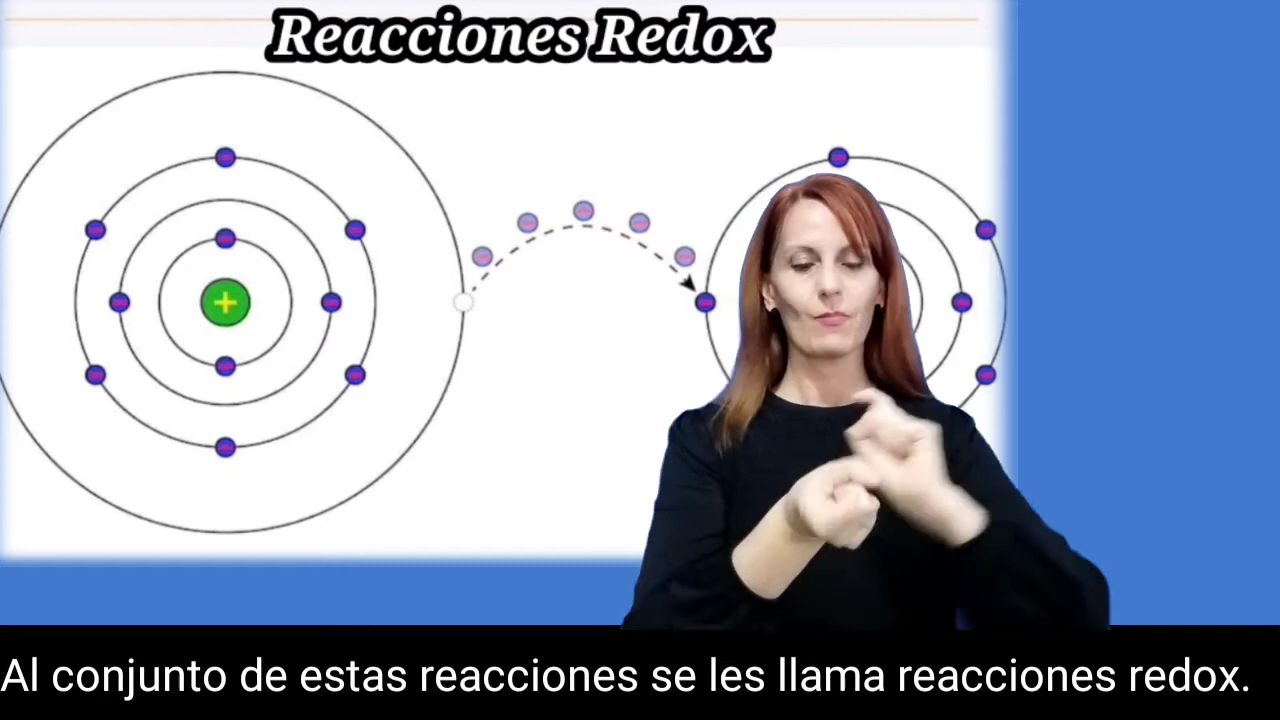 Reacciones Redox
Al conjunto de estas reacciones se les llama reacciones redox.